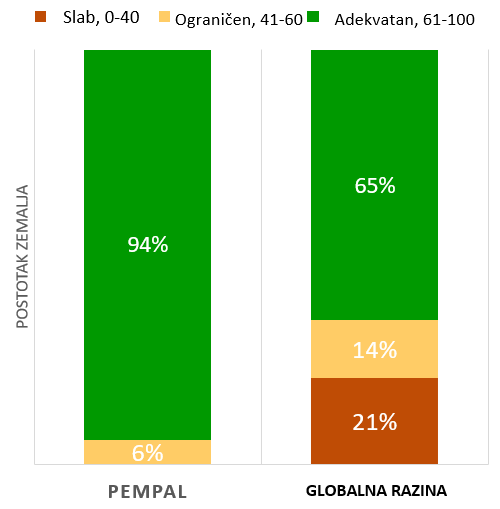 Slab, 0-40 Ograničen, 41-60 Adekvatan, 61-100
POSTOTAK ZEMALJA
94%
6%
65%
14%
21%
PEMPAL GLOBALNA RAZINA